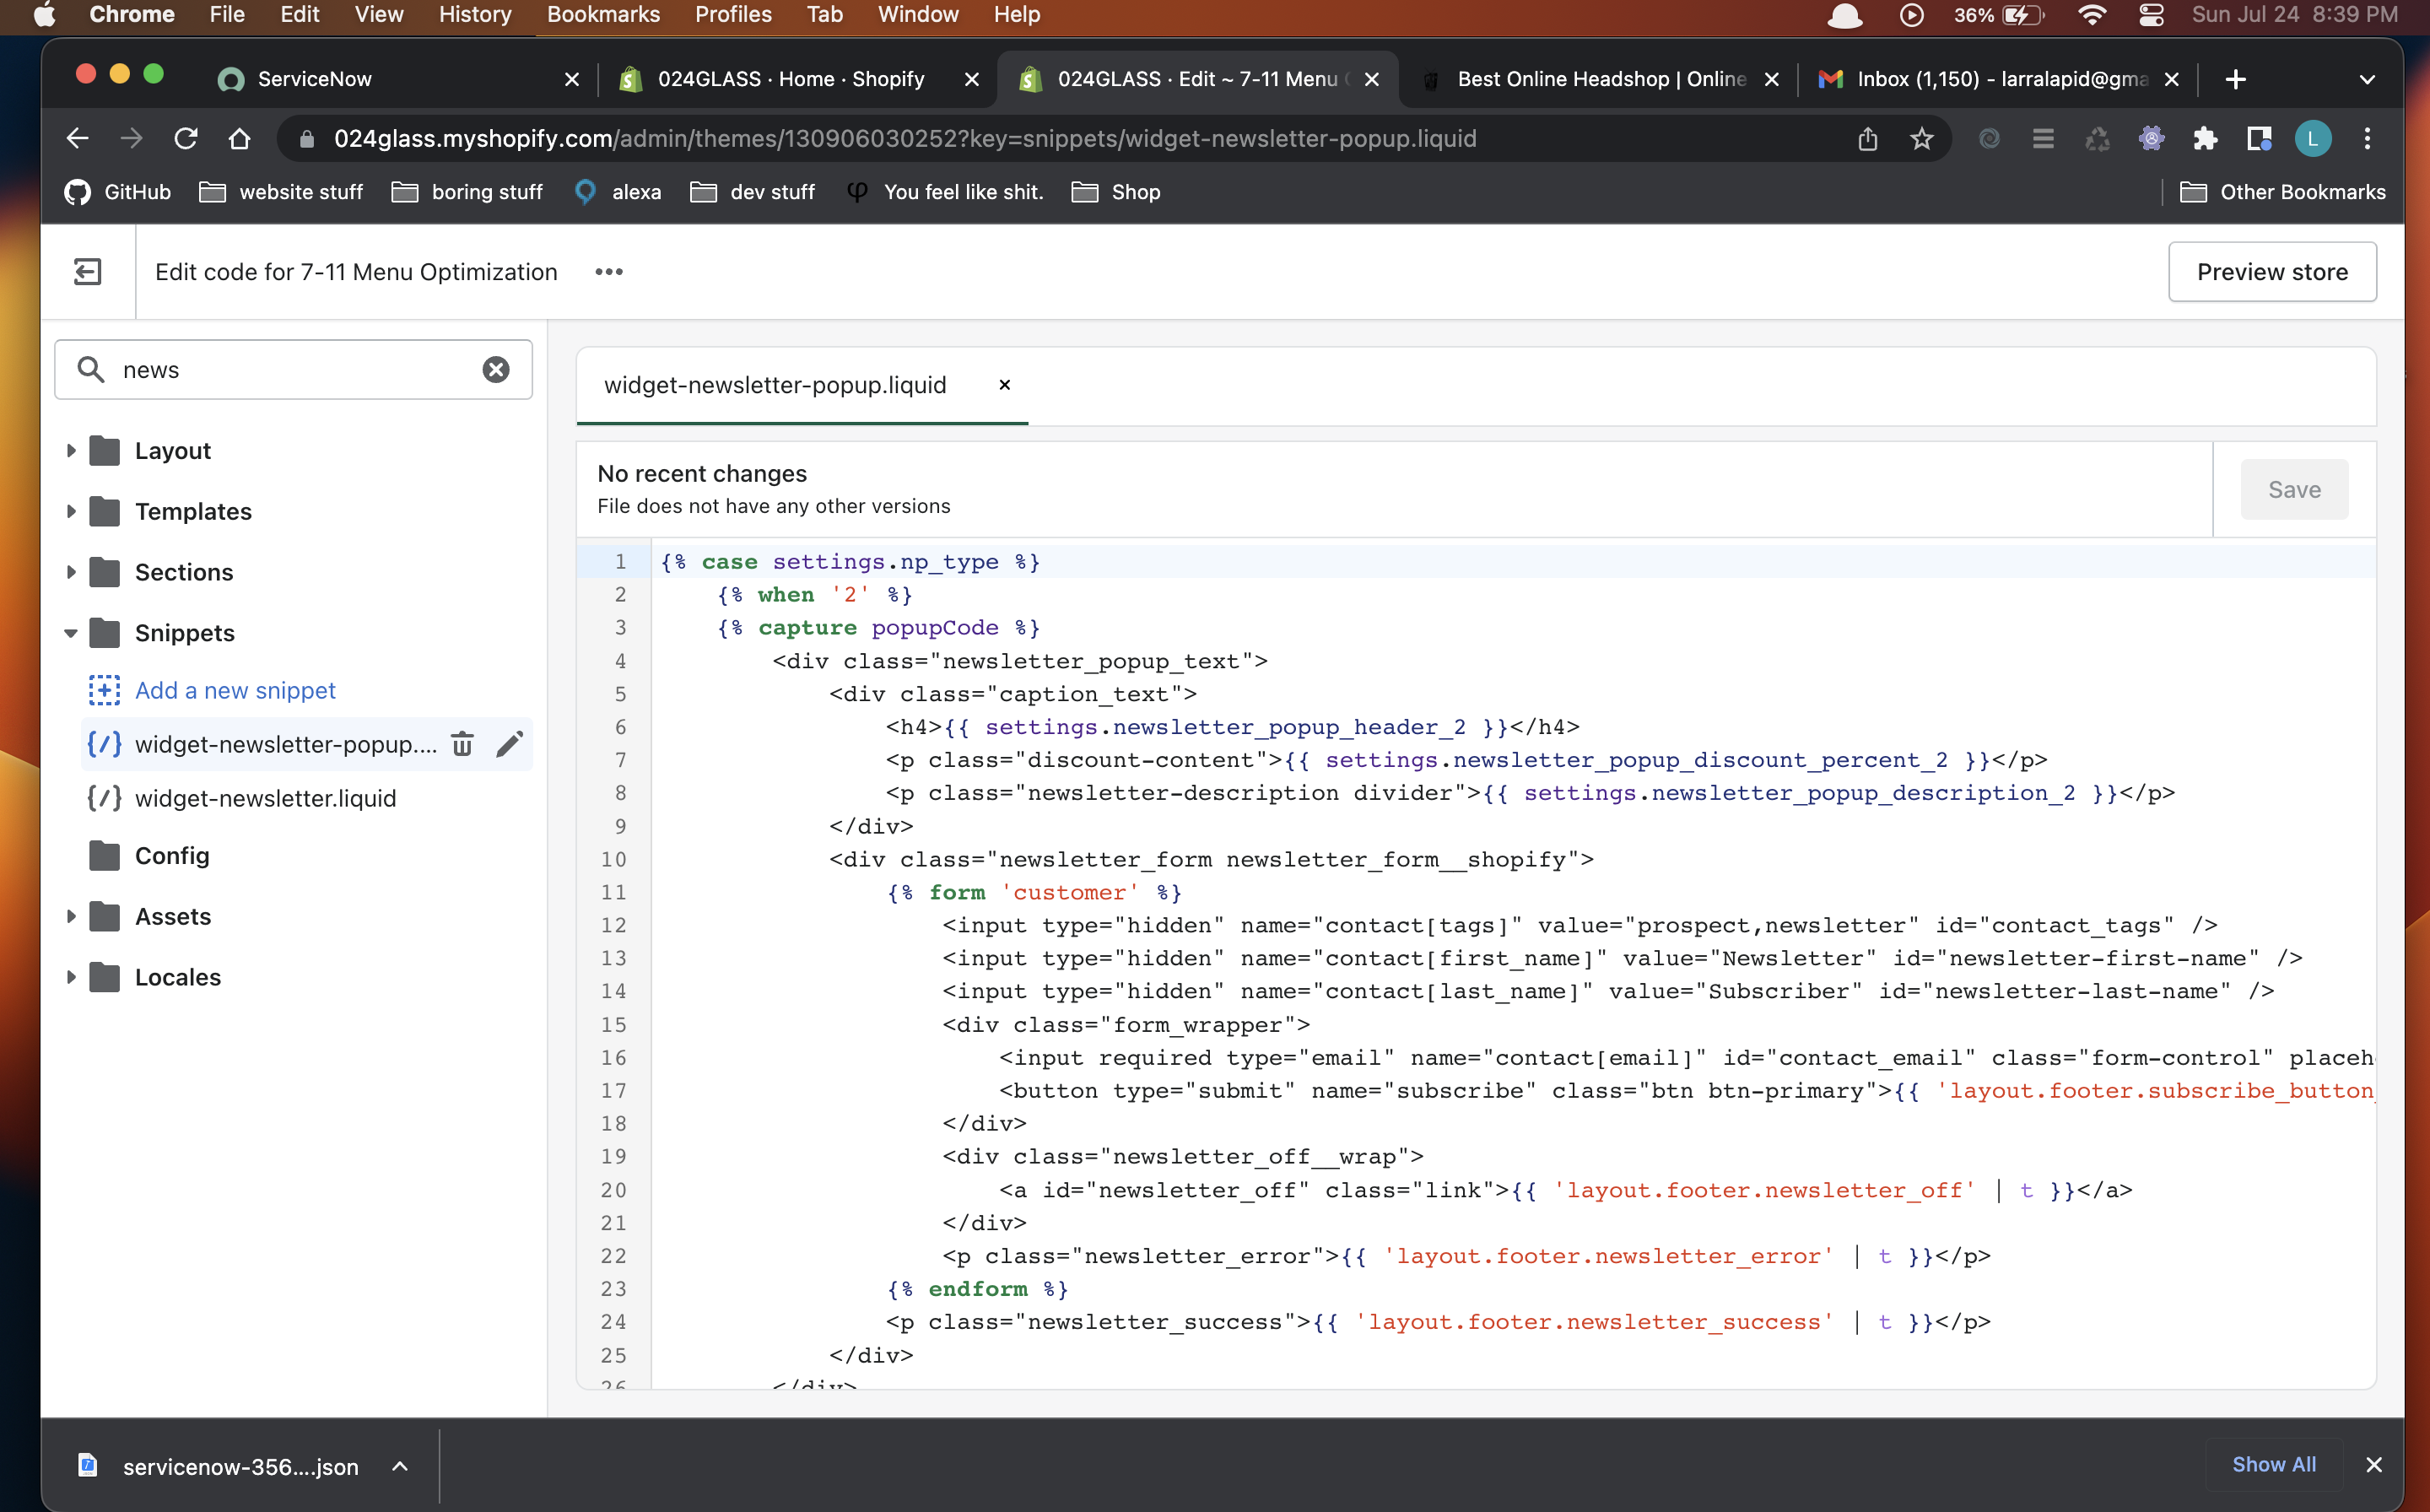 Chrome File Edit View History Bookmarks Profiles Tab Window Help 36% Sun Jul 24 8:39 PM
ServiceNow 024GLASS · Home · Shopify 024GLASS · Edit ~ 7-11 Menu Best Online Headshop | Online Inbox (1,150) - larralapid@gma
024glass.myshopify.com/admin/themes/130906030252?key=snippets/widget-newsletter-popup.liquid L
GitHub website stuff boring stuff alexa dev stuff You feel like shit. Shop Other Bookmarks
Edit code for 7-11 Menu Optimization ••• Preview store
news
Layout
Templates
Sections
Snippets
Add a new snippet
{/} widget-newsletter-popup....
{/} widget-newsletter.liquid
Config
Assets
Locales
widget-newsletter-popup.liquid
No recent changes
File does not have any other versions
Save
1 {% case settings.np_type %}
2 {% when '2' %}
3 {% capture popupCode %}
4 <div class="newsletter_popup_text">
5 <div class="caption_text">
6 <h4>{{ settings.newsletter_popup_header_2 }}</h4>
7 <p class="discount-content">{{ settings.newsletter_popup_discount_percent_2 }}</p>
8 <p class="newsletter-description divider">{{ settings.newsletter_popup_description_2 }}</p>
9 </div>
10 <div class="newsletter_form newsletter_form__shopify">
11 {% form 'customer' %}
12 <input type="hidden" name="contact[tags]" value="prospect,newsletter" id="contact_tags" />
13 <input type="hidden" name="contact[first_name]" value="Newsletter" id="newsletter-first-name" />
14 <input type="hidden" name="contact[last_name]" value="Subscriber" id="newsletter-last-name" />
15 <div class="form_wrapper">
16 <input required type="email" name="contact[email]" id="contact_email" class="form-control" placeh
17 <button type="submit" name="subscribe" class="btn btn-primary">{{ 'layout.footer.subscribe_button_
18 </div>
19 <div class="newsletter_off__wrap">
20 <a id="newsletter_off" class="link">{{ 'layout.footer.newsletter_off' | t }}</a>
21 </div>
22 <p class="newsletter_error">{{ 'layout.footer.newsletter_error' | t }}</p>
23 {% endform %}
24 <p class="newsletter_success">{{ 'layout.footer.newsletter_success' | t }}</p>
25 </div>
26 </div>
servicenow-356....json Show All